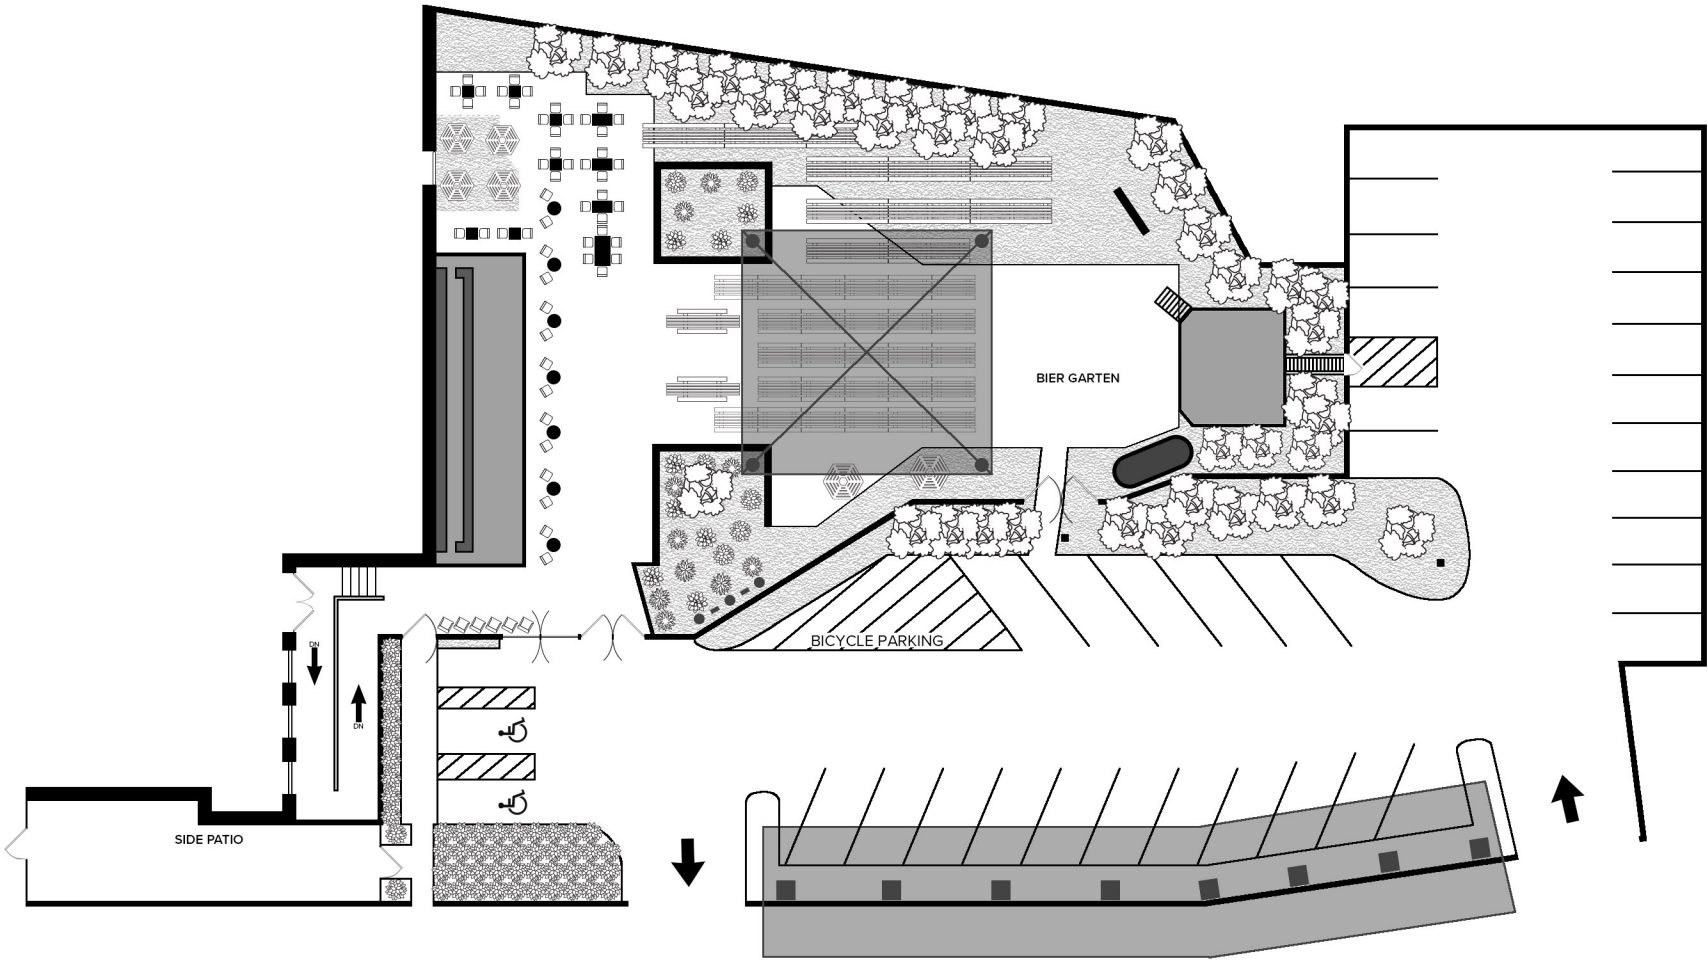 BIER GARTEN
BICYCLE PARKING
DN
DN
SIDE PATIO